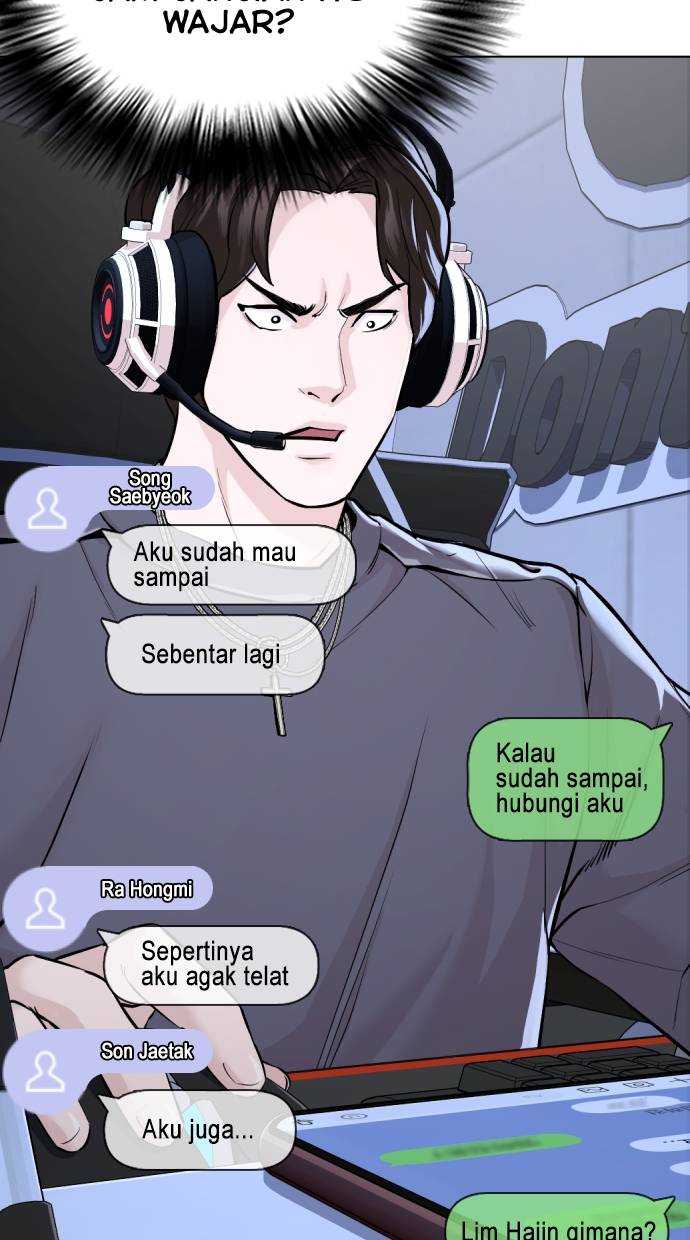 WAJAR?
Song
Saebyeok
Aku sudah mau
sampai
Sebentar lagi
Kalau
sudah sampai,
hubungi aku
Ra Hongmi
Sepertinya
aku agak telat
Son Jaetak
Aku juga...
Lim Hajin gimana?